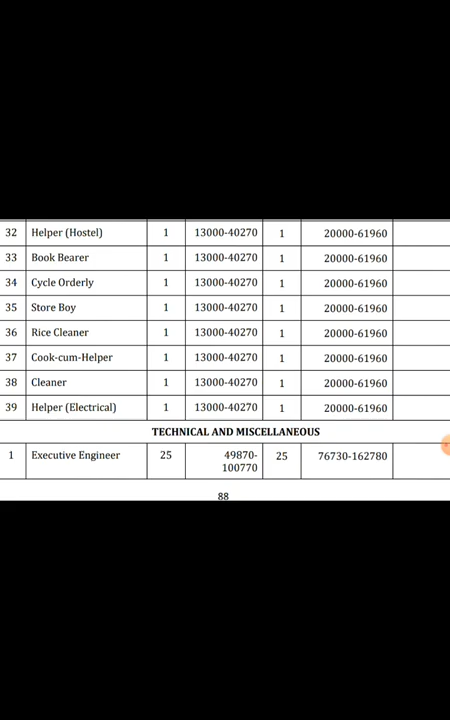 32 Helper (Hostel) 1 13000-40270 1 20000-61960
33 Book Bearer 1 13000-40270 1 20000-61960
34 Cycle Orderly 1 13000-40270 1 20000-61960
35 Store Boy 1 13000-40270 1 20000-61960
36 Rice Cleaner 1 13000-40270 1 20000-61960
37 Cook-cum-Helper 1 13000-40270 1 20000-61960
38 Cleaner 1 13000-40270 1 20000-61960
39 Helper (Electrical) 1 13000-40270 1 20000-61960
TECHNICAL AND MISCELLANEOUS
1 Executive Engineer 25 49870- 25 76730-162780
100770
88